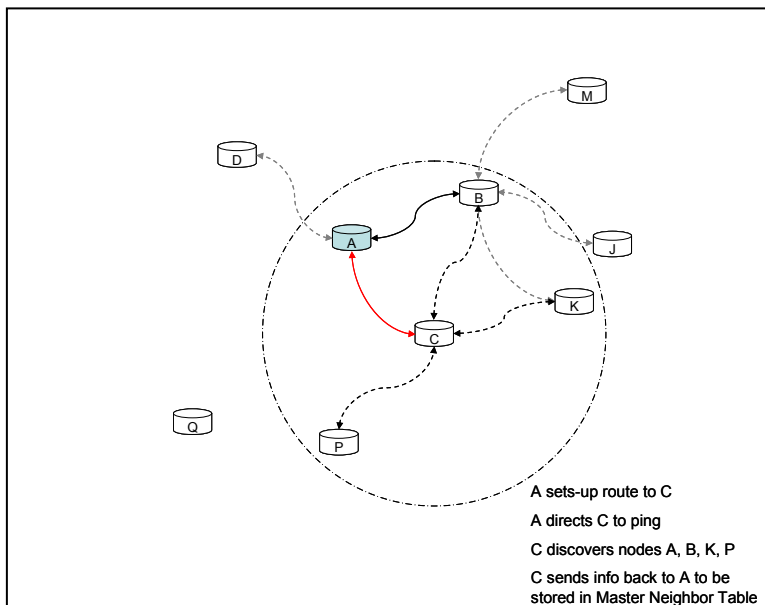 M
D
B
A
J
K
C
Q
P
A sets-up route to C
A directs C to ping
C discovers nodes A, B, K, P
C sends info back to A to be
stored in Master Neighbor Table